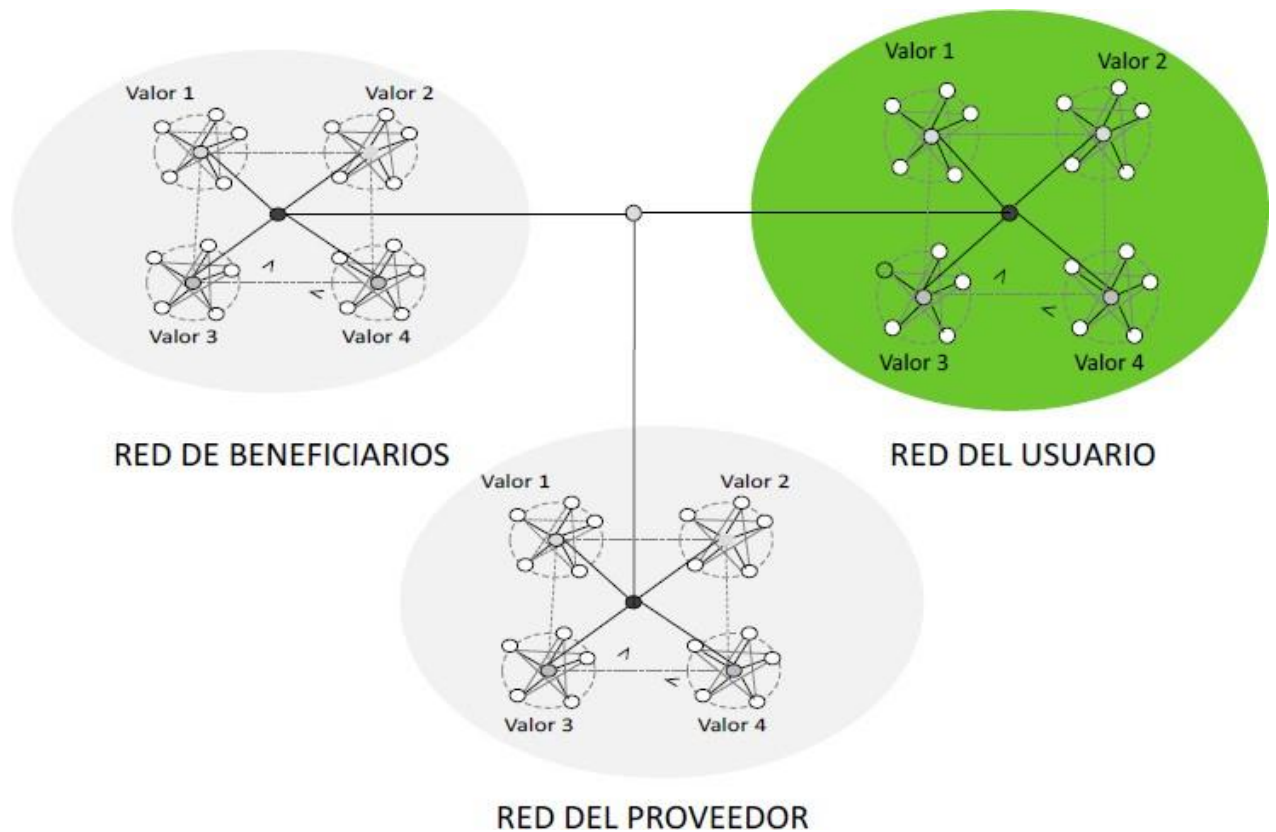 Valor 1
Valor 2
Valor 3
Valor 4
RED DE BENEFICIARIOS
Valor 1
Valor 2
Valor 3
Valor 4
RED DEL USUARIO
Valor 1
Valor 2
Valor 3
Valor 4
RED DEL PROVEEDOR